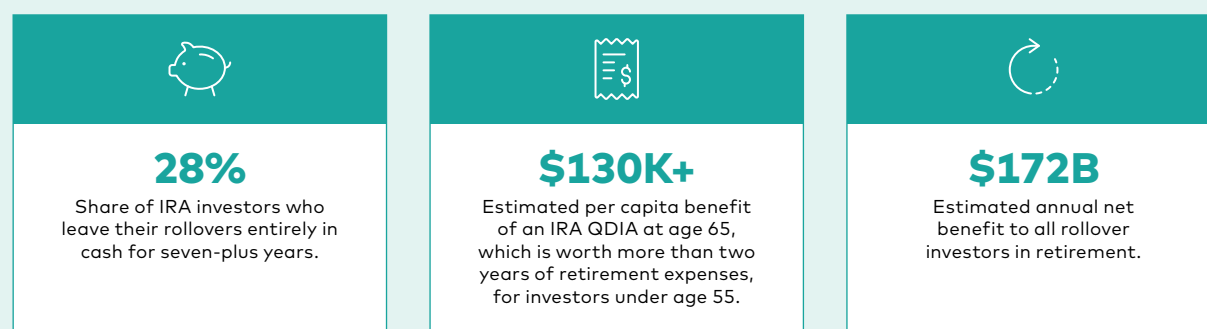 28%
Share of IRA investors who
leave their rollovers entirely in
cash for seven-plus years.
$
$130K+
Estimated per capita benefit
of an IRA QDIA at age 65,
which is worth more than two
years of retirement expenses,
for investors under age 55.
$172B
Estimated annual net
benefit to all rollover
investors in retirement.